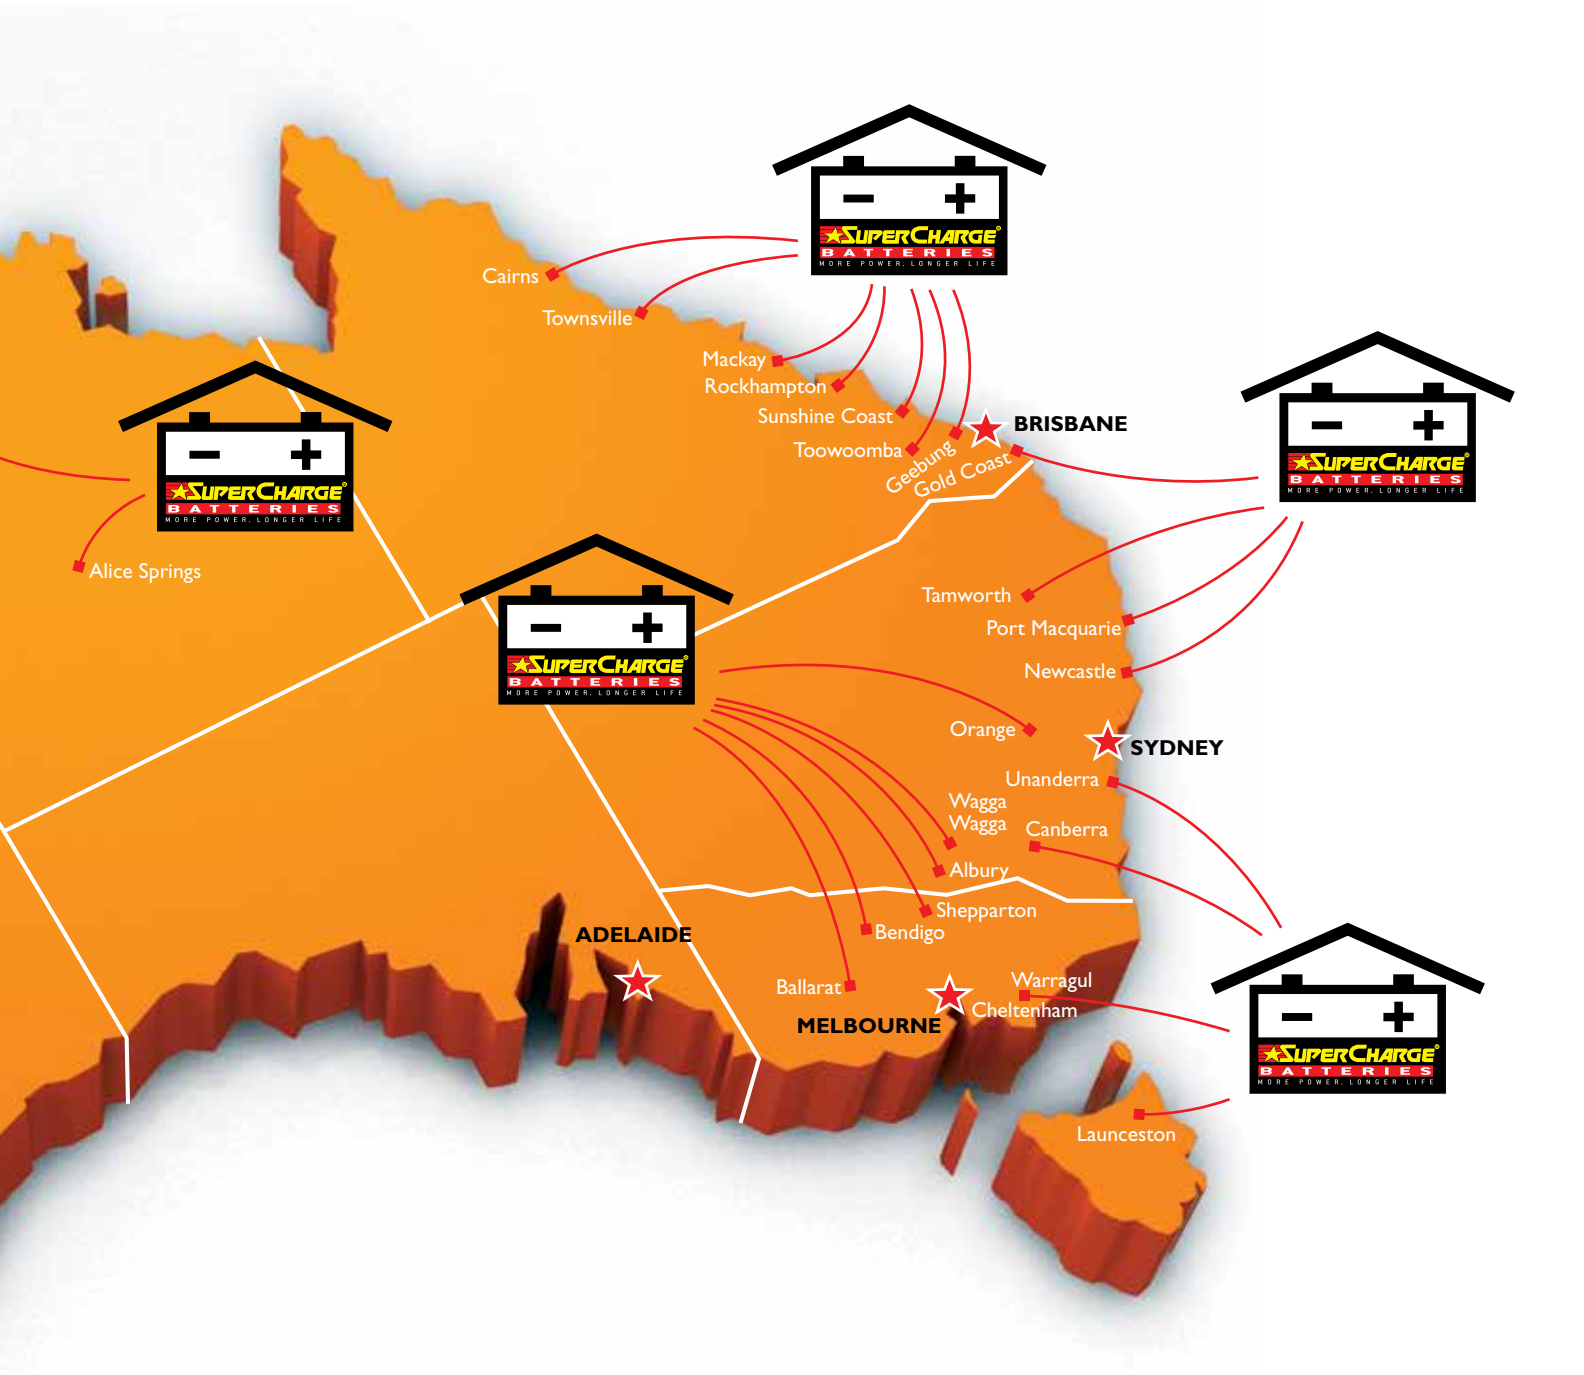 SUPERCHARGE®
BATTERIES
MORE POWER. LONGER LIFE
Cairns
Townsville
Mackay
Rockhampton
Sunshine Coast
Toowoomba
Geebung
Gold Coast
BRISBANE
SUPERCHARGE®
BATTERIES
MORE POWER. LONGER LIFE
SUPERCHARGE®
BATTERIES
MORE POWER. LONGER LIFE
Alice Springs
SUPERCHARGE®
BATTERIES
MORE POWER. LONGER LIFE
Tamworth
Port Macquarie
Newcastle
Orange
SYDNEY
Unanderra
Wagga
Wagga
Canberra
Albury
Shepparton
Bendigo
ADELAIDE
Ballarat
Warragul
Cheltenham
MELBOURNE
SUPERCHARGE®
BATTERIES
MORE POWER. LONGER LIFE
Launceston